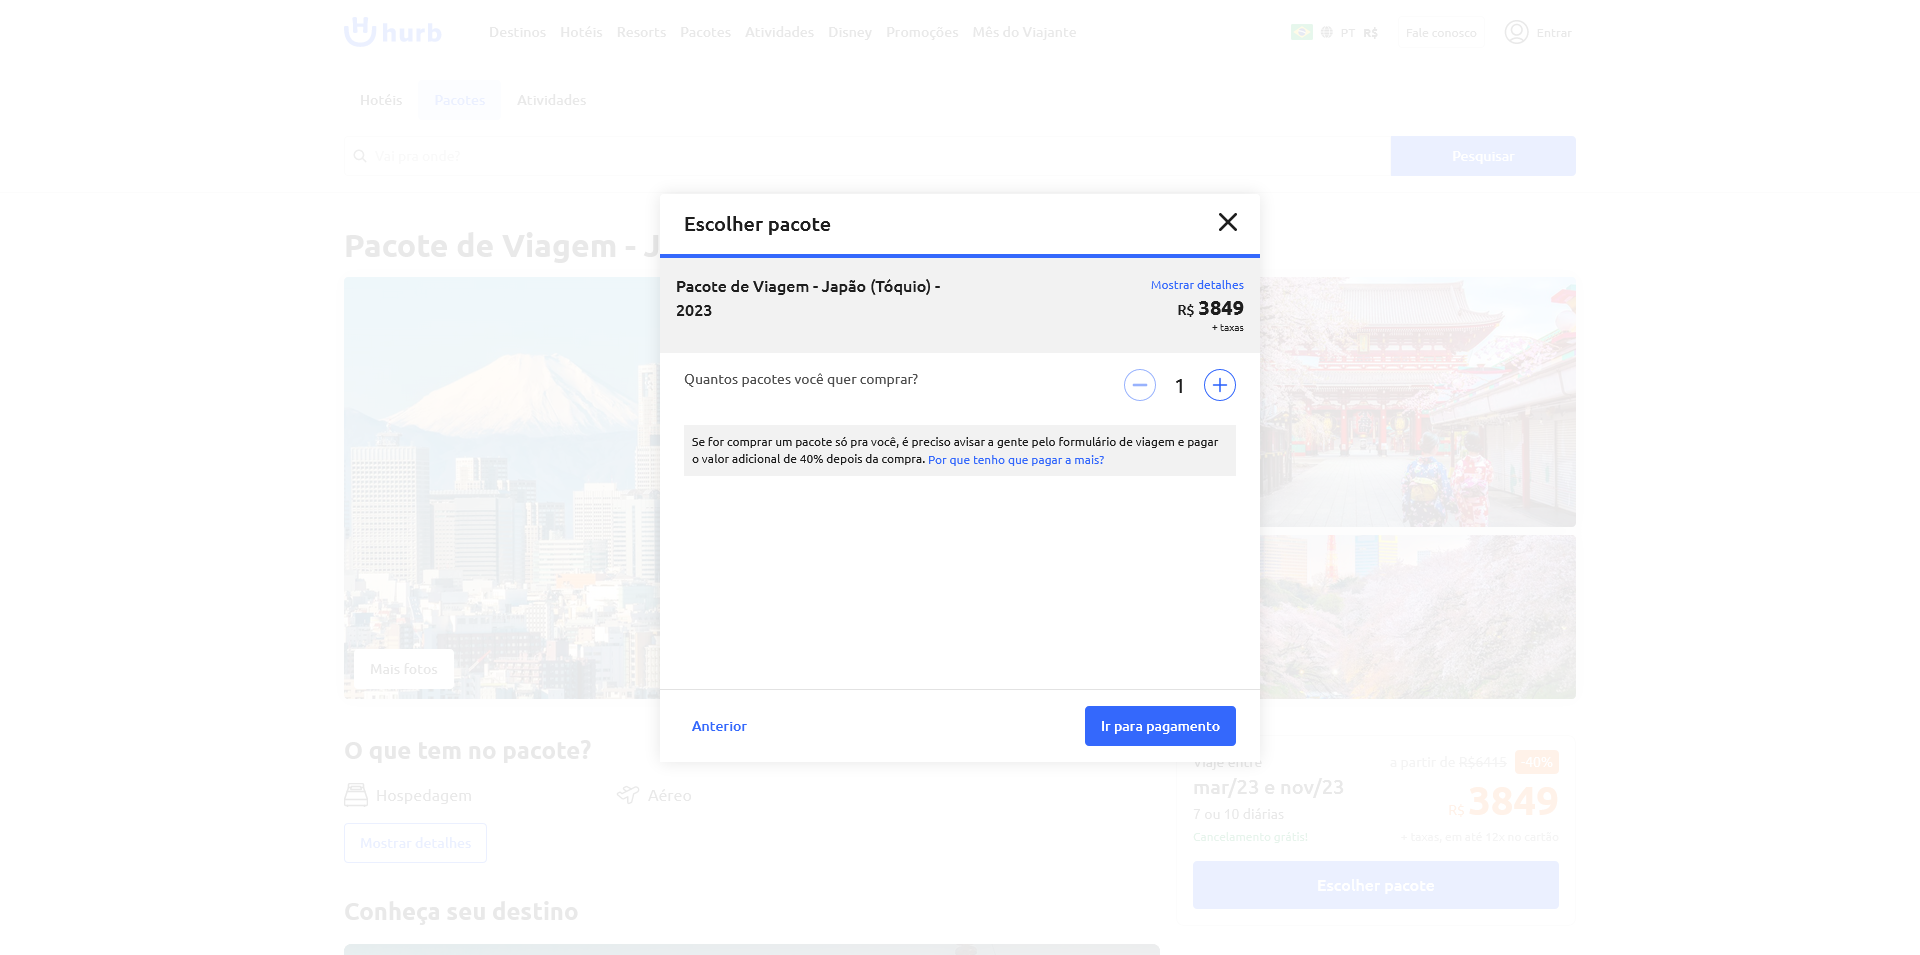 hurb
Destinos Hotéis Resorts Pacotes Atividades Disney Promoções Mês do Viajante
PT R$ Fale conosco Entrar
Hotéis Pacotes Atividades
Vai pra onde?
Pesquisar
Pacote de Viagem - J
Escolher pacote
Pacote de Viagem - Japão (Tóquio) -
2023
Mostrar detalhes
R$ 3849
+ taxas
Quantos pacotes você quer comprar?
1
Se for comprar um pacote só pra você, é preciso avisar a gente pelo formulário de viagem e pagar
o valor adicional de 40% depois da compra. Por que tenho que pagar a mais?
Anterior
Ir para pagamento
Mais fotos
O que tem no pacote?
Hospedagem
Aéreo
Mostrar detalhes
Conheça seu destino
Viaje entre
mar/23 e nov/23
7 ou 10 diárias
Cancelamento grátis!
a partir de R$6415 -40%
R$ 3849
+ taxas, em até 12x no cartão
Escolher pacote